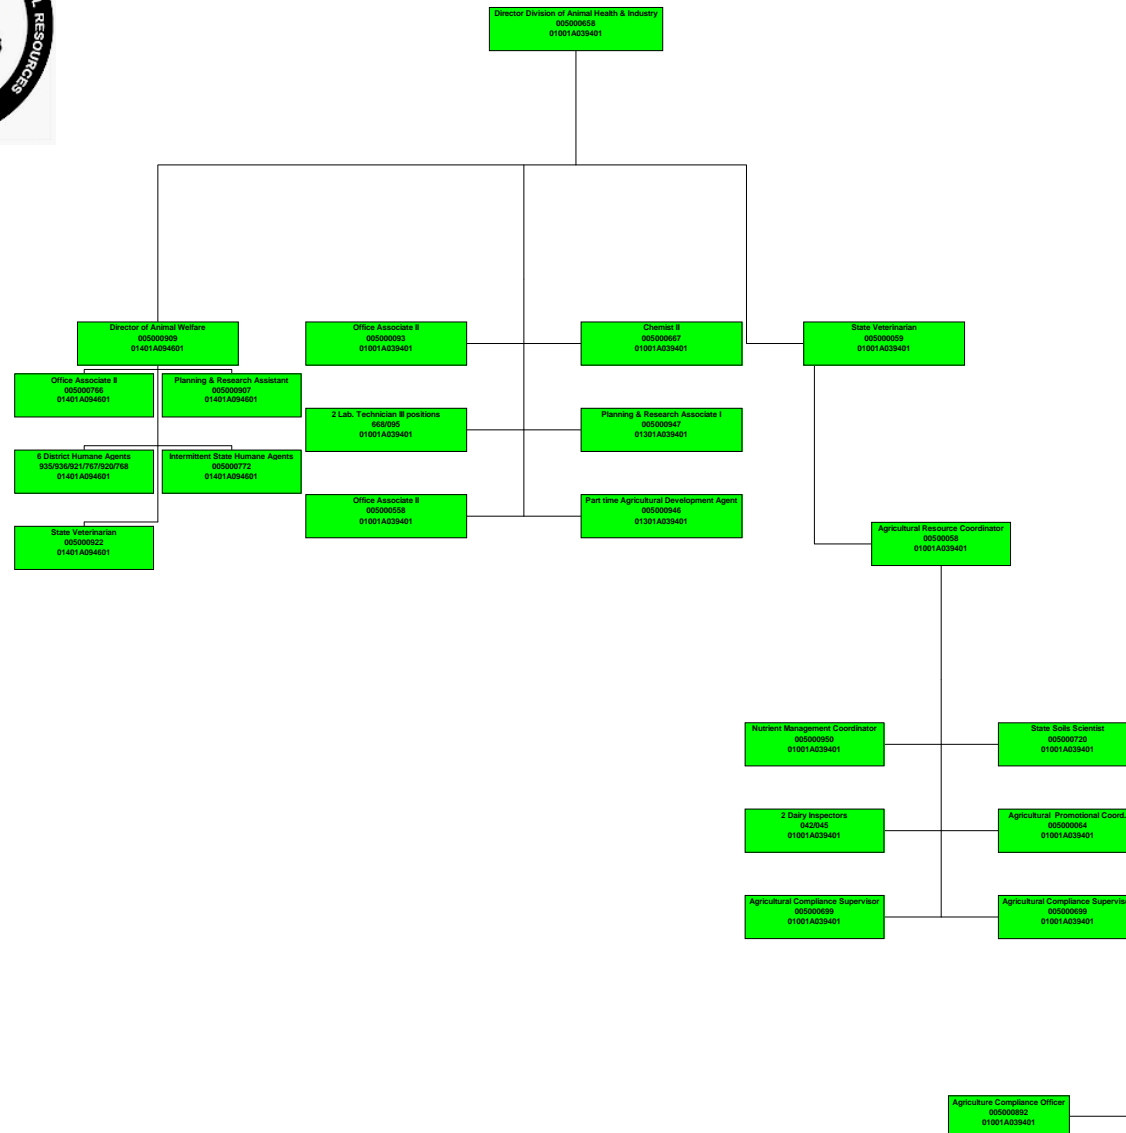 L RESOURCES
Director Division of Animal Health & Industry
005000658
01001A039401
Director of Animal Welfare
005000909
01401A094601
Office Associate II
005000093
01001A039401
Chemist II
005000667
01001A039401
State Veterinarian
005000059
01001A039401
Office Associate II
005000766
01401A094601
Planning & Research Assistant
005000907
01401A094601
2 Lab. Technician III positions
668/095
01001A039401
Planning & Research Associate I
005000947
01301A039401
6 District Humane Agents
935/936/921/767/920/768
01401A094601
Intermittent State Humane Agents
005000772
01401A094601
Office Associate II
005000558
01001A039401
Part time Agricultural Development Agent
005000946
01301A039401
State Veterinarian
005000922
01401A094601
Agricultural Resource Coordinator
00500058
01001A039401
Nutrient Management Coordinator
005000950
01001A039401
State Soils Scientist
005000720
01001A039401
2 Dairy Inspectors
042/045
01001A039401
Agricultural Promotional Coord.
005000064
01001A039401
Agricultural Compliance Supervisor
005000699
01001A039401
Agricultural Compliance Superviso
005000699
01001A039401
Agriculture Compliance Officer
005000892
01001A039401